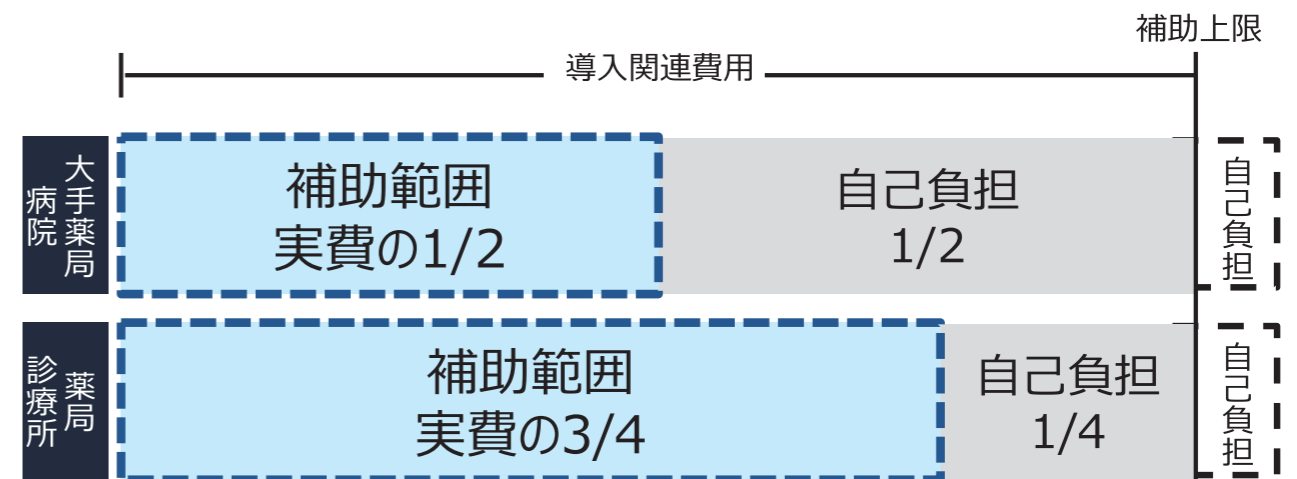 補助上限
導入関連費用
大手薬局
病院
補助範囲
実費の1/2
自己負担
1/2
自己負担
薬局
診療所
補助範囲
実費の3/4
自己負担
1/4
自己負担